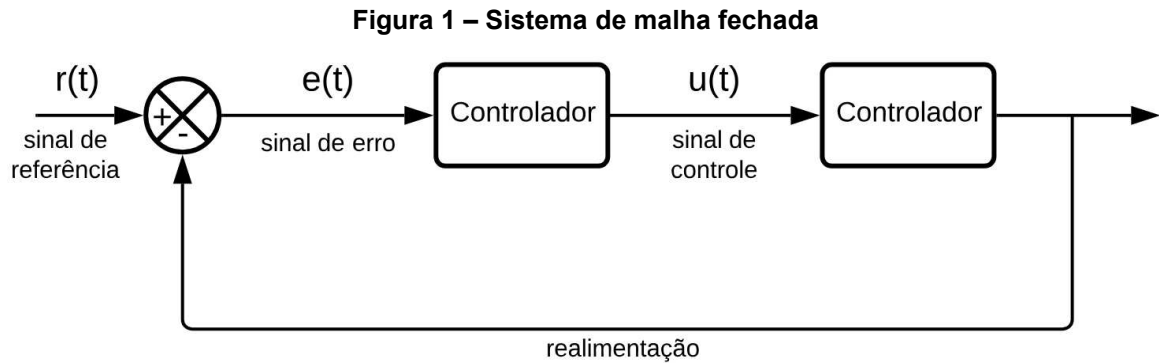 Figura 1 – Sistema de malha fechada
r(t)
e(t)
u(t)
+
-
Controlador
Controlador
sinal de
referência
sinal de erro
sinal de
controle
realimentação